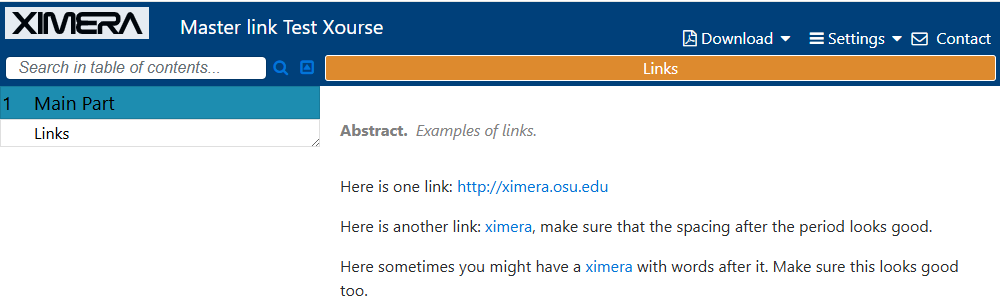 XIMERA
Master link Test Xourse
Download
Settings
Contact
Search in table of contents...
Links
1 Main Part
Links
Abstract. Examples of links.
Here is one link: http://ximera.osu.edu
Here is another link: ximera, make sure that the spacing after the period looks good.
Here sometimes you might have a ximera with words after it. Make sure this looks good
too.